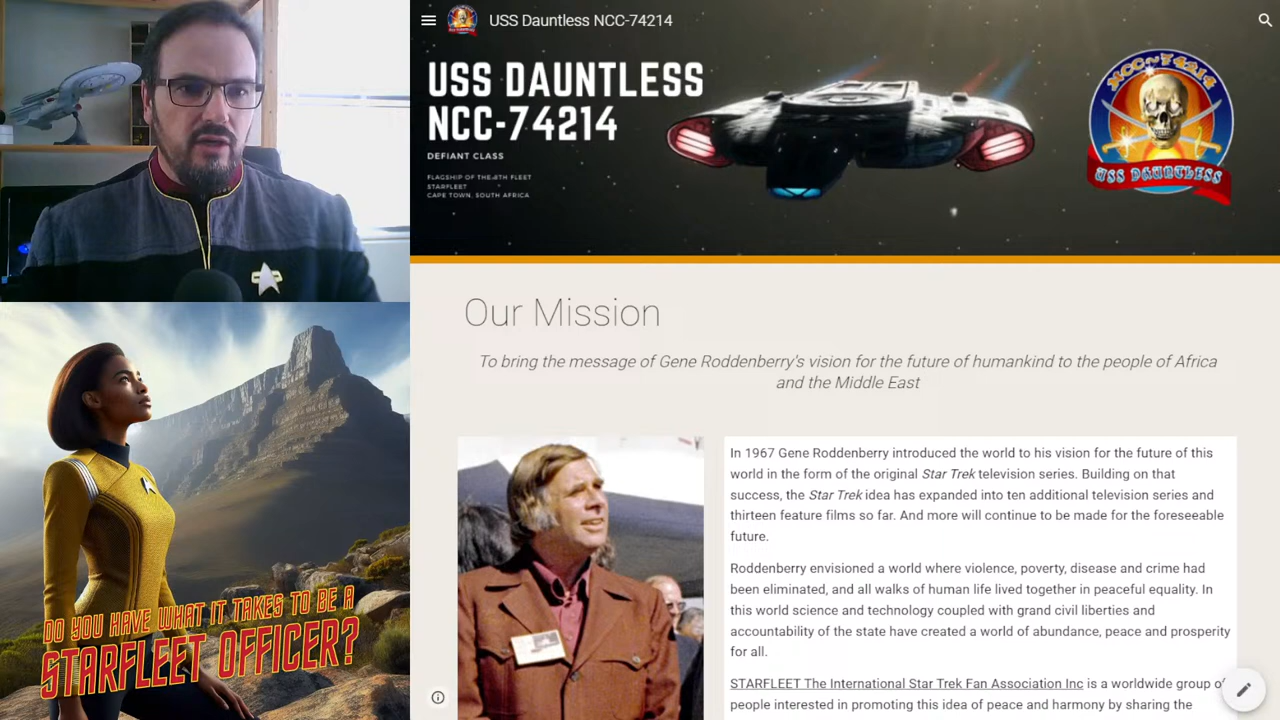 USS Dauntless NCC-74214
USS DAUNTLESS
NCC-74214
DEFIANT CLASS
FLAGSHIP OF THE 4TH FLEET
STARFLEET
CAPE TOWN, SOUTH AFRICA
NCC-74214
USS DAUNTLESS
Our Mission
To bring the message of Gene Roddenberry's vision for the future of humankind to the people of Africa
and the Middle East
In 1967 Gene Roddenberry introduced the world to his vision for the future of this
world in the form of the original Star Trek television series. Building on that
success, the Star Trek idea has expanded into ten additional television series and
thirteen feature films so far. And more will continue to be made for the foreseeable
future.
Roddenberry envisioned a world where violence, poverty, disease and crime had
been eliminated, and all walks of human life lived together in peaceful equality. In
this world science and technology coupled with grand civil liberties and
accountability of the state have created a world of abundance, peace and prosperity
for all.
STARFLEET The International Star Trek Fan Association Inc is a worldwide group of
people interested in promoting this idea of peace and harmony by sharing the
DO YOU HAVE WHAT IT TAKES TO BE A
STARFLEET OFFICER?